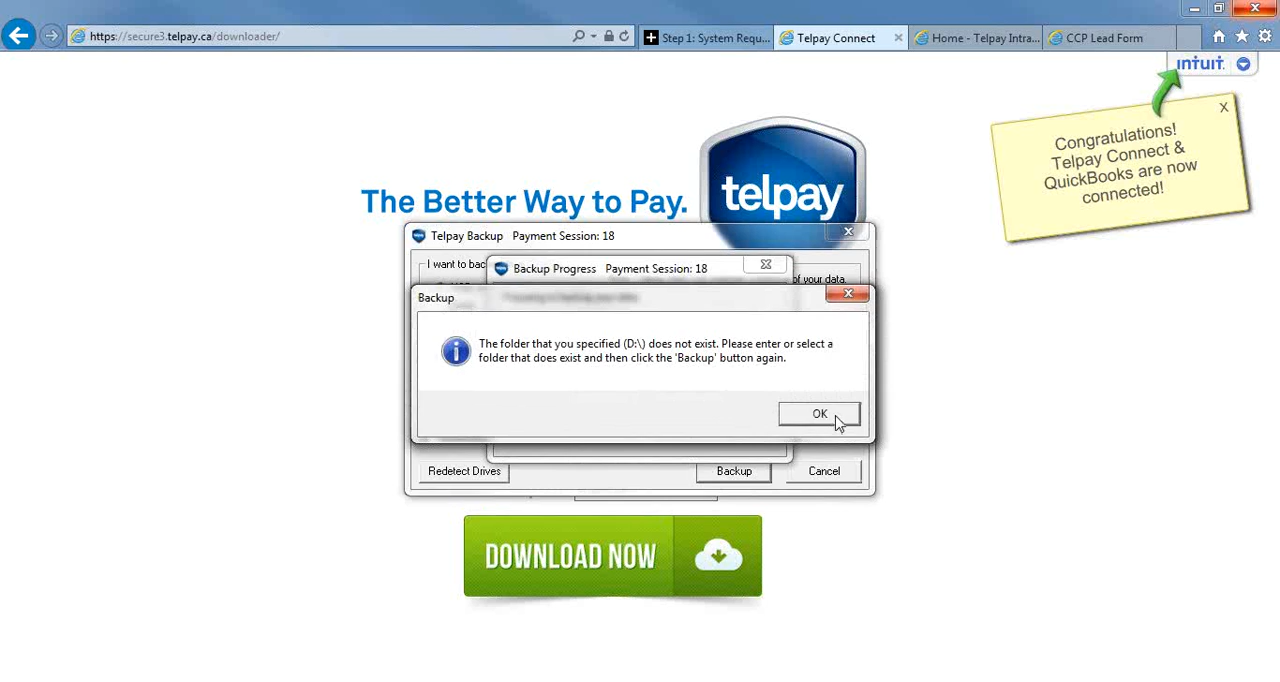 https://secure3.telpay.ca/downloader/
Step 1: System Requ...
Telpay Connect
Home - Telpay Intra...
CCP Lead Form
intuit.
X
Congratulations!
Telpay Connect &
QuickBooks are now
connected!
The Better Way to Pay.
telpay
Telpay Backup Payment Session: 18
I want to bac
of your data.
Backup Progress Payment Session: 18
Backup
The folder that you specified (D:\) does not exist. Please enter or select a
folder that does exist and then click the 'Backup' button again.
OK
Redetect Drives
Backup
Cancel
DOWNLOAD NOW